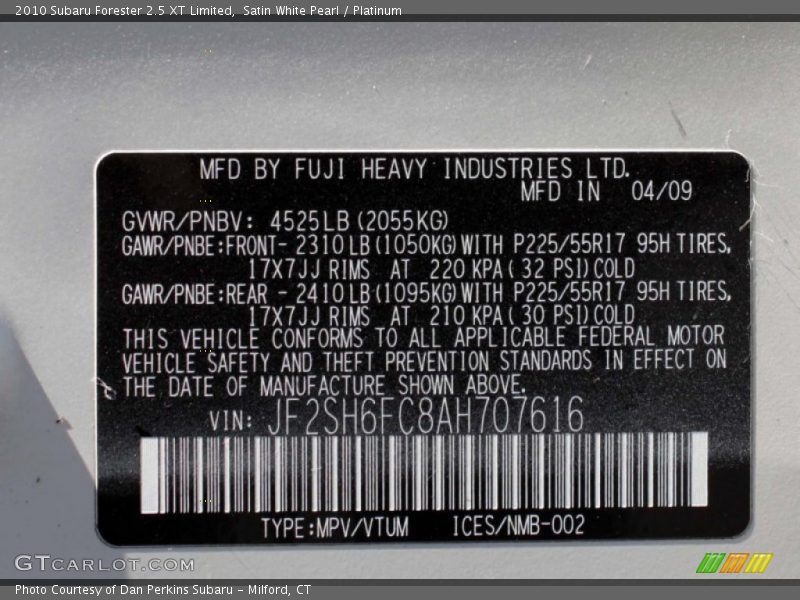 2010 Subaru Forester 2.5 XT Limited,  Satin White Pearl / Platinum
MFD BY FUJI HEAVY INDUSTRIES LTD.
MFD IN 04/09
GVWR/PNBV: 4525LB (2055KG)
GAWR/PNBE:FRONT- 2310LB (1050KG) WITH P225/55R17 95H TIRES,
17X7JJ RIMS AT 220 KPA ( 32 PSI) COLD
GAWR/PNBE:REAR - 2410LB (1095KG) WITH P225/55R17 95H TIRES,
17X7JJ RIMS AT 210 KPA ( 30 PSI) COLD
THIS VEHICLE CONFORMS TO ALL APPLICABLE FEDERAL MOTOR
VEHICLE SAFETY AND THEFT PREVENTION STANDARDS IN EFFECT ON
THE DATE OF MANUFACTURE SHOWN ABOVE.
VIN: JF2SH6FC8AH707616
TYPE:MPV/VTUM ICES/NMB-002
GTCARLOT.COM
Photo Courtesy of Dan Perkins Subaru - Milford, CT